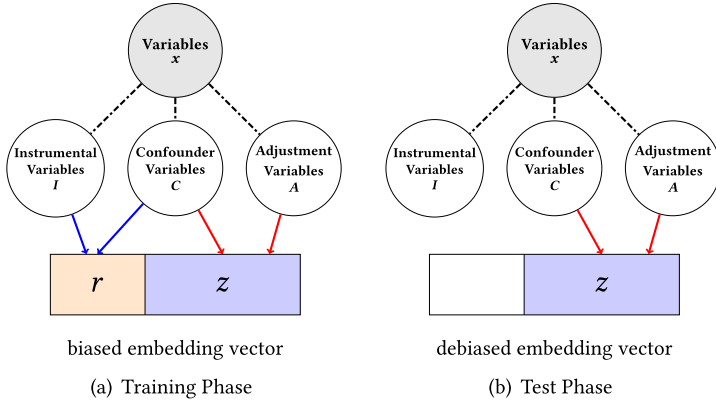 Variables
x
Instrumental
Variables
I
Confounder
Variables
C
Adjustment
Variables
A
r
z
biased embedding vector
(a) Training Phase
Variables
x
Instrumental
Variables
I
Confounder
Variables
C
Adjustment
Variables
A
z
debiased embedding vector
(b) Test Phase